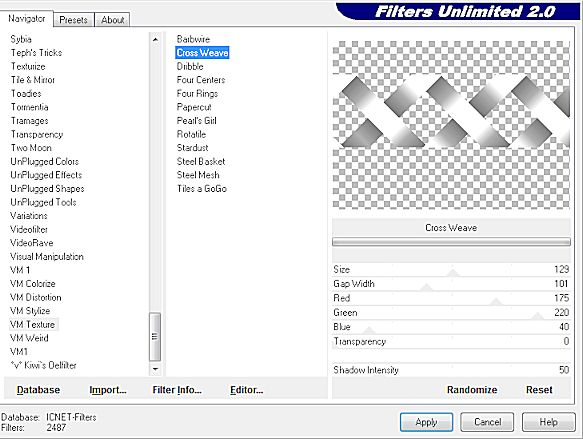 Filters Unlimited 2.0
Navigator Presets About
Sybia
Teph's Tricks
Texturize
Tile & Mirror
Toadies
Tormentia
Tramages
Transparency
Two Moon
UnPlugged Colors
UnPlugged Effects
UnPlugged Shapes
UnPlugged Tools
Variations
Videofilter
VideoRave
Visual Manipulation
VM 1
VM Colorize
VM Distortion
VM Stylize
VM Texture
VM Weird
VM1
°v° Kiwi's Oelfilter
Barbwire
Cross Weave
Dribble
Four Centers
Four Rings
Papercut
Pearl's Girl
Rotatile
Stardust
Steel Basket
Steel Mesh
Tiles a GoGo
Cross Weave
Size 129
Gap Width 101
Red 175
Green 220
Blue 40
Transparency 0
Shadow Intensity 50
Database Import... Filter Info... Editor... Randomize Reset
Database: ICNET-Filters
Filters: 2487
Apply Cancel Help